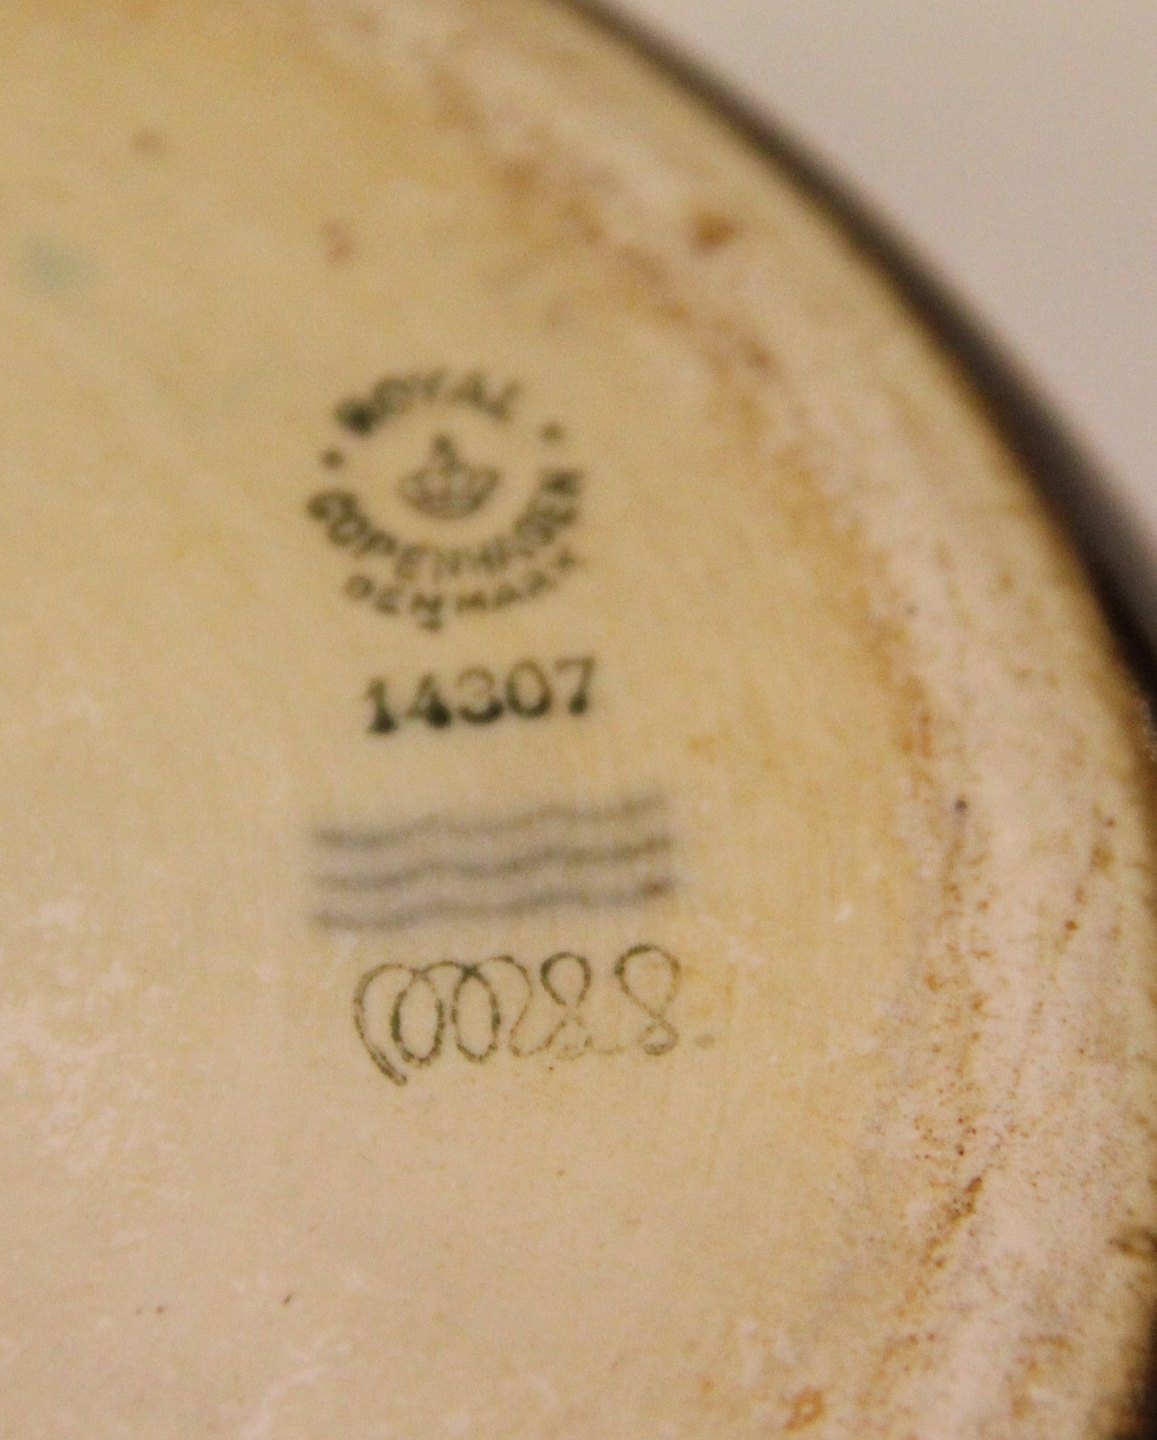 ROYAL
COPENHAGEN
DENMARK
14307